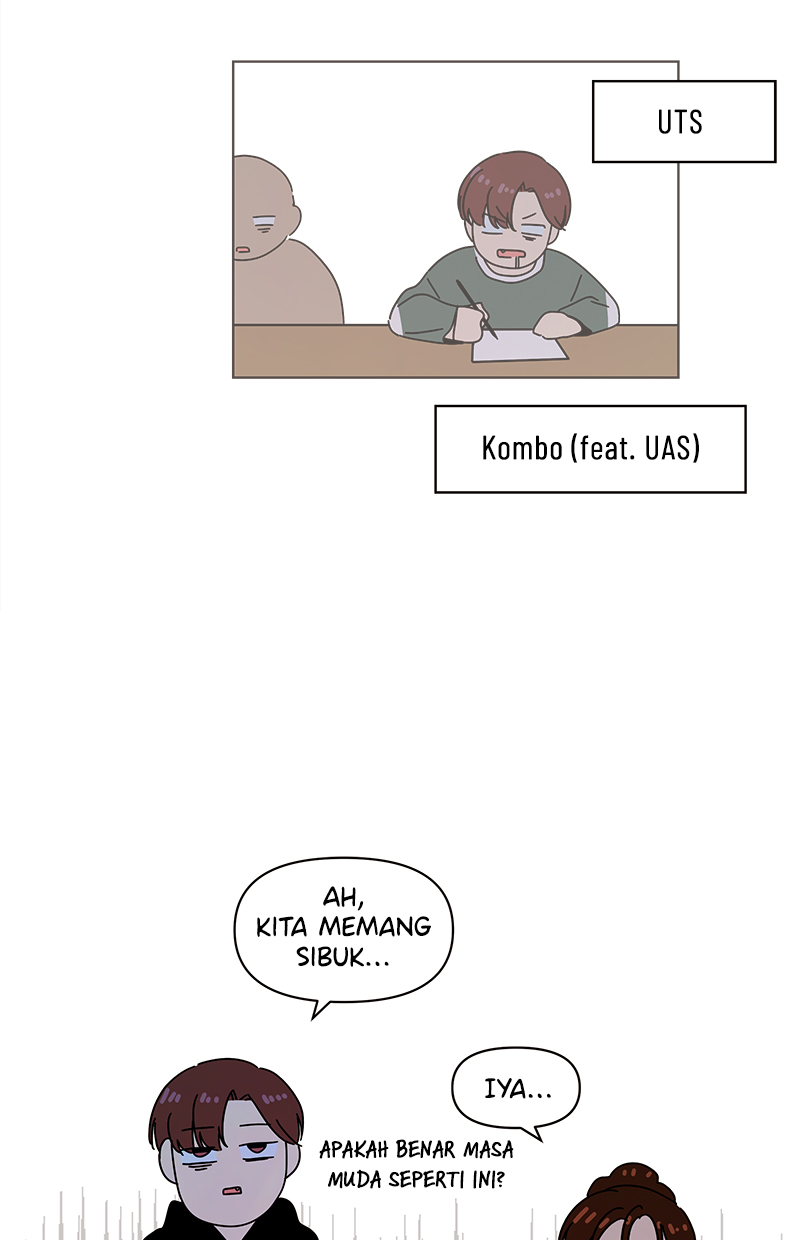 UTS
Kombo (feat. UAS)
AH,
KITA MEMANG
SIBUK...
IYA...
APAKAH BENAR MASA
MUDA SEPERTI INI?